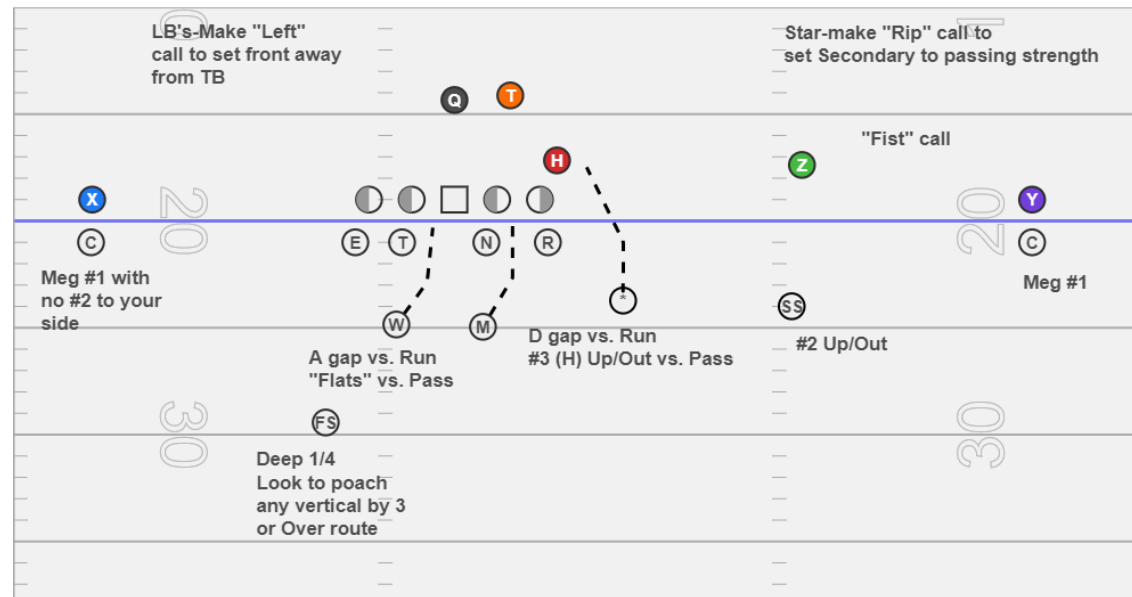 LB's-Make "Left"
call to set front away
from TB
Star-make "Rip" call to
set Secondary to passing strength
Q
T
"Fist" call
H
Z
X
Y
20
20
C
E
T
N
R
C
Meg #1 with
no #2 to your
side
Meg #1
*
SS
W
M
D gap vs. Run
#3 (H) Up/Out vs. Pass
#2 Up/Out
A gap vs. Run
"Flats" vs. Pass
FS
30
30
Deep 1/4
Look to poach
any vertical by 3
or Over route